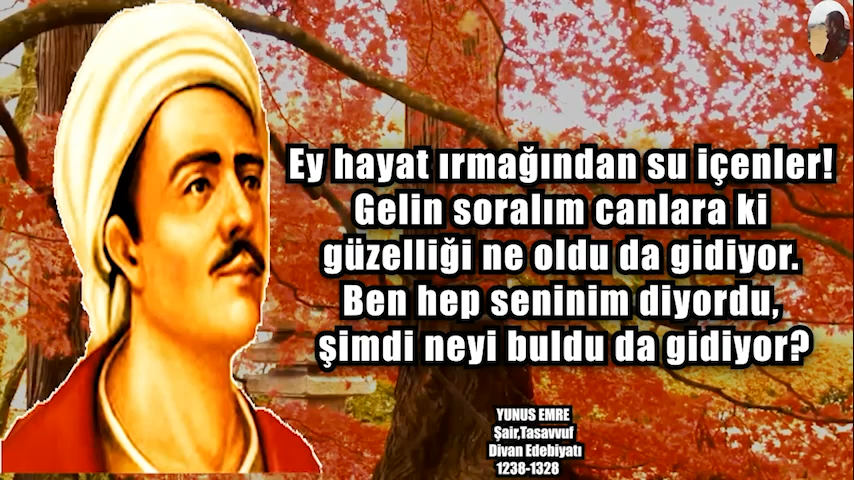 Ey hayat ırmağından su içenler!
Gelin soralım canlara ki
güzelliği ne oldu da gidiyor.
Ben hep seninim diyordu,
şimdi neyi buldu da gidiyor?
YUNUS EMRE
Şair,Tasavvuf
Divan Edebiyatı
1238-1328